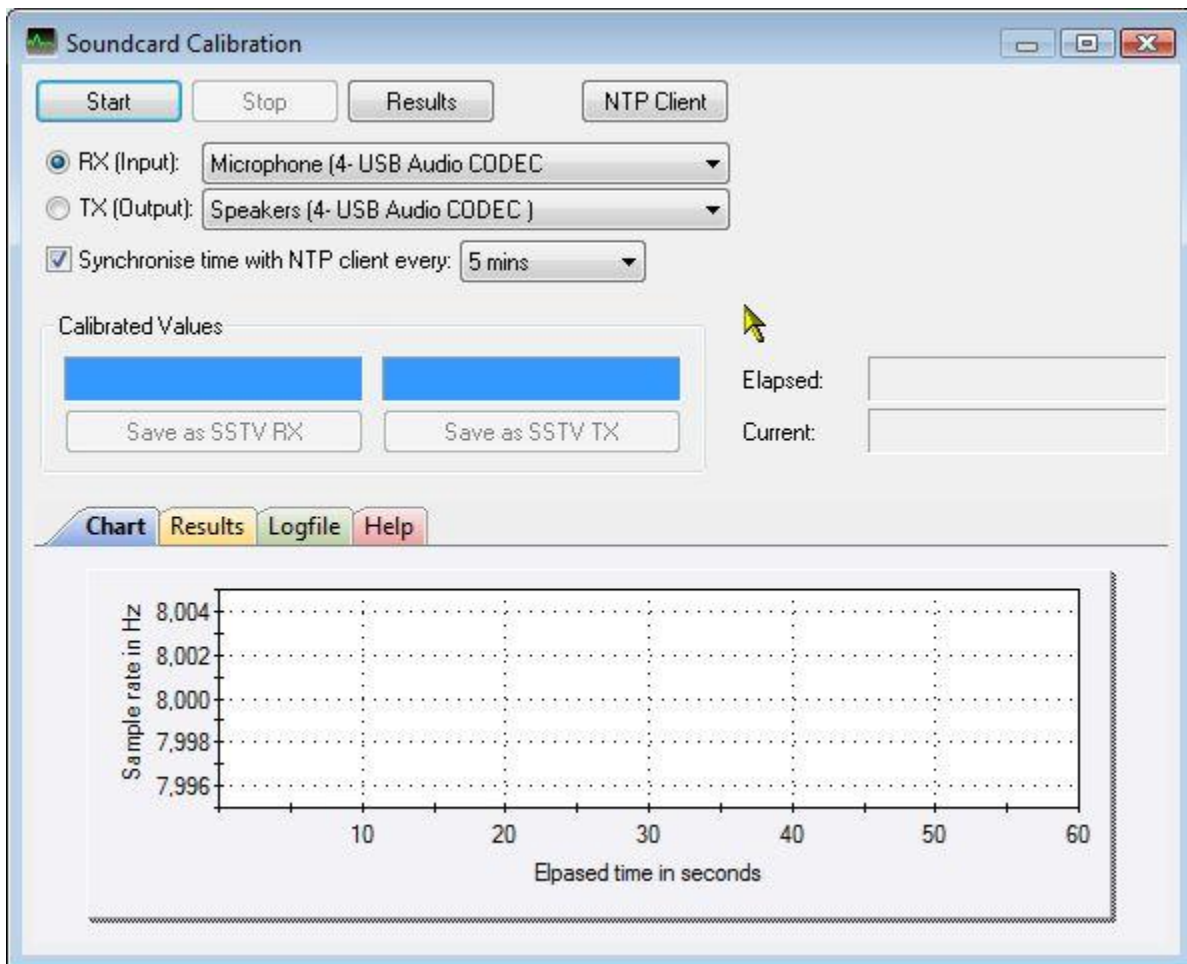 Soundcard Calibration
Start Stop Results NTP Client
RX (Input): Microphone (4- USB Audio CODEC
TX (Output): Speakers (4- USB Audio CODEC )
Synchronise time with NTP client every: 5 mins
Calibrated Values
Elapsed:
Save as SSTV RX Save as SSTV TX Current:
Chart Results Logfile Help
Sample rate in Hz
8,004
8,002
8,000
7,998
7,996
10 20 30 40 50 60
Elpased time in seconds